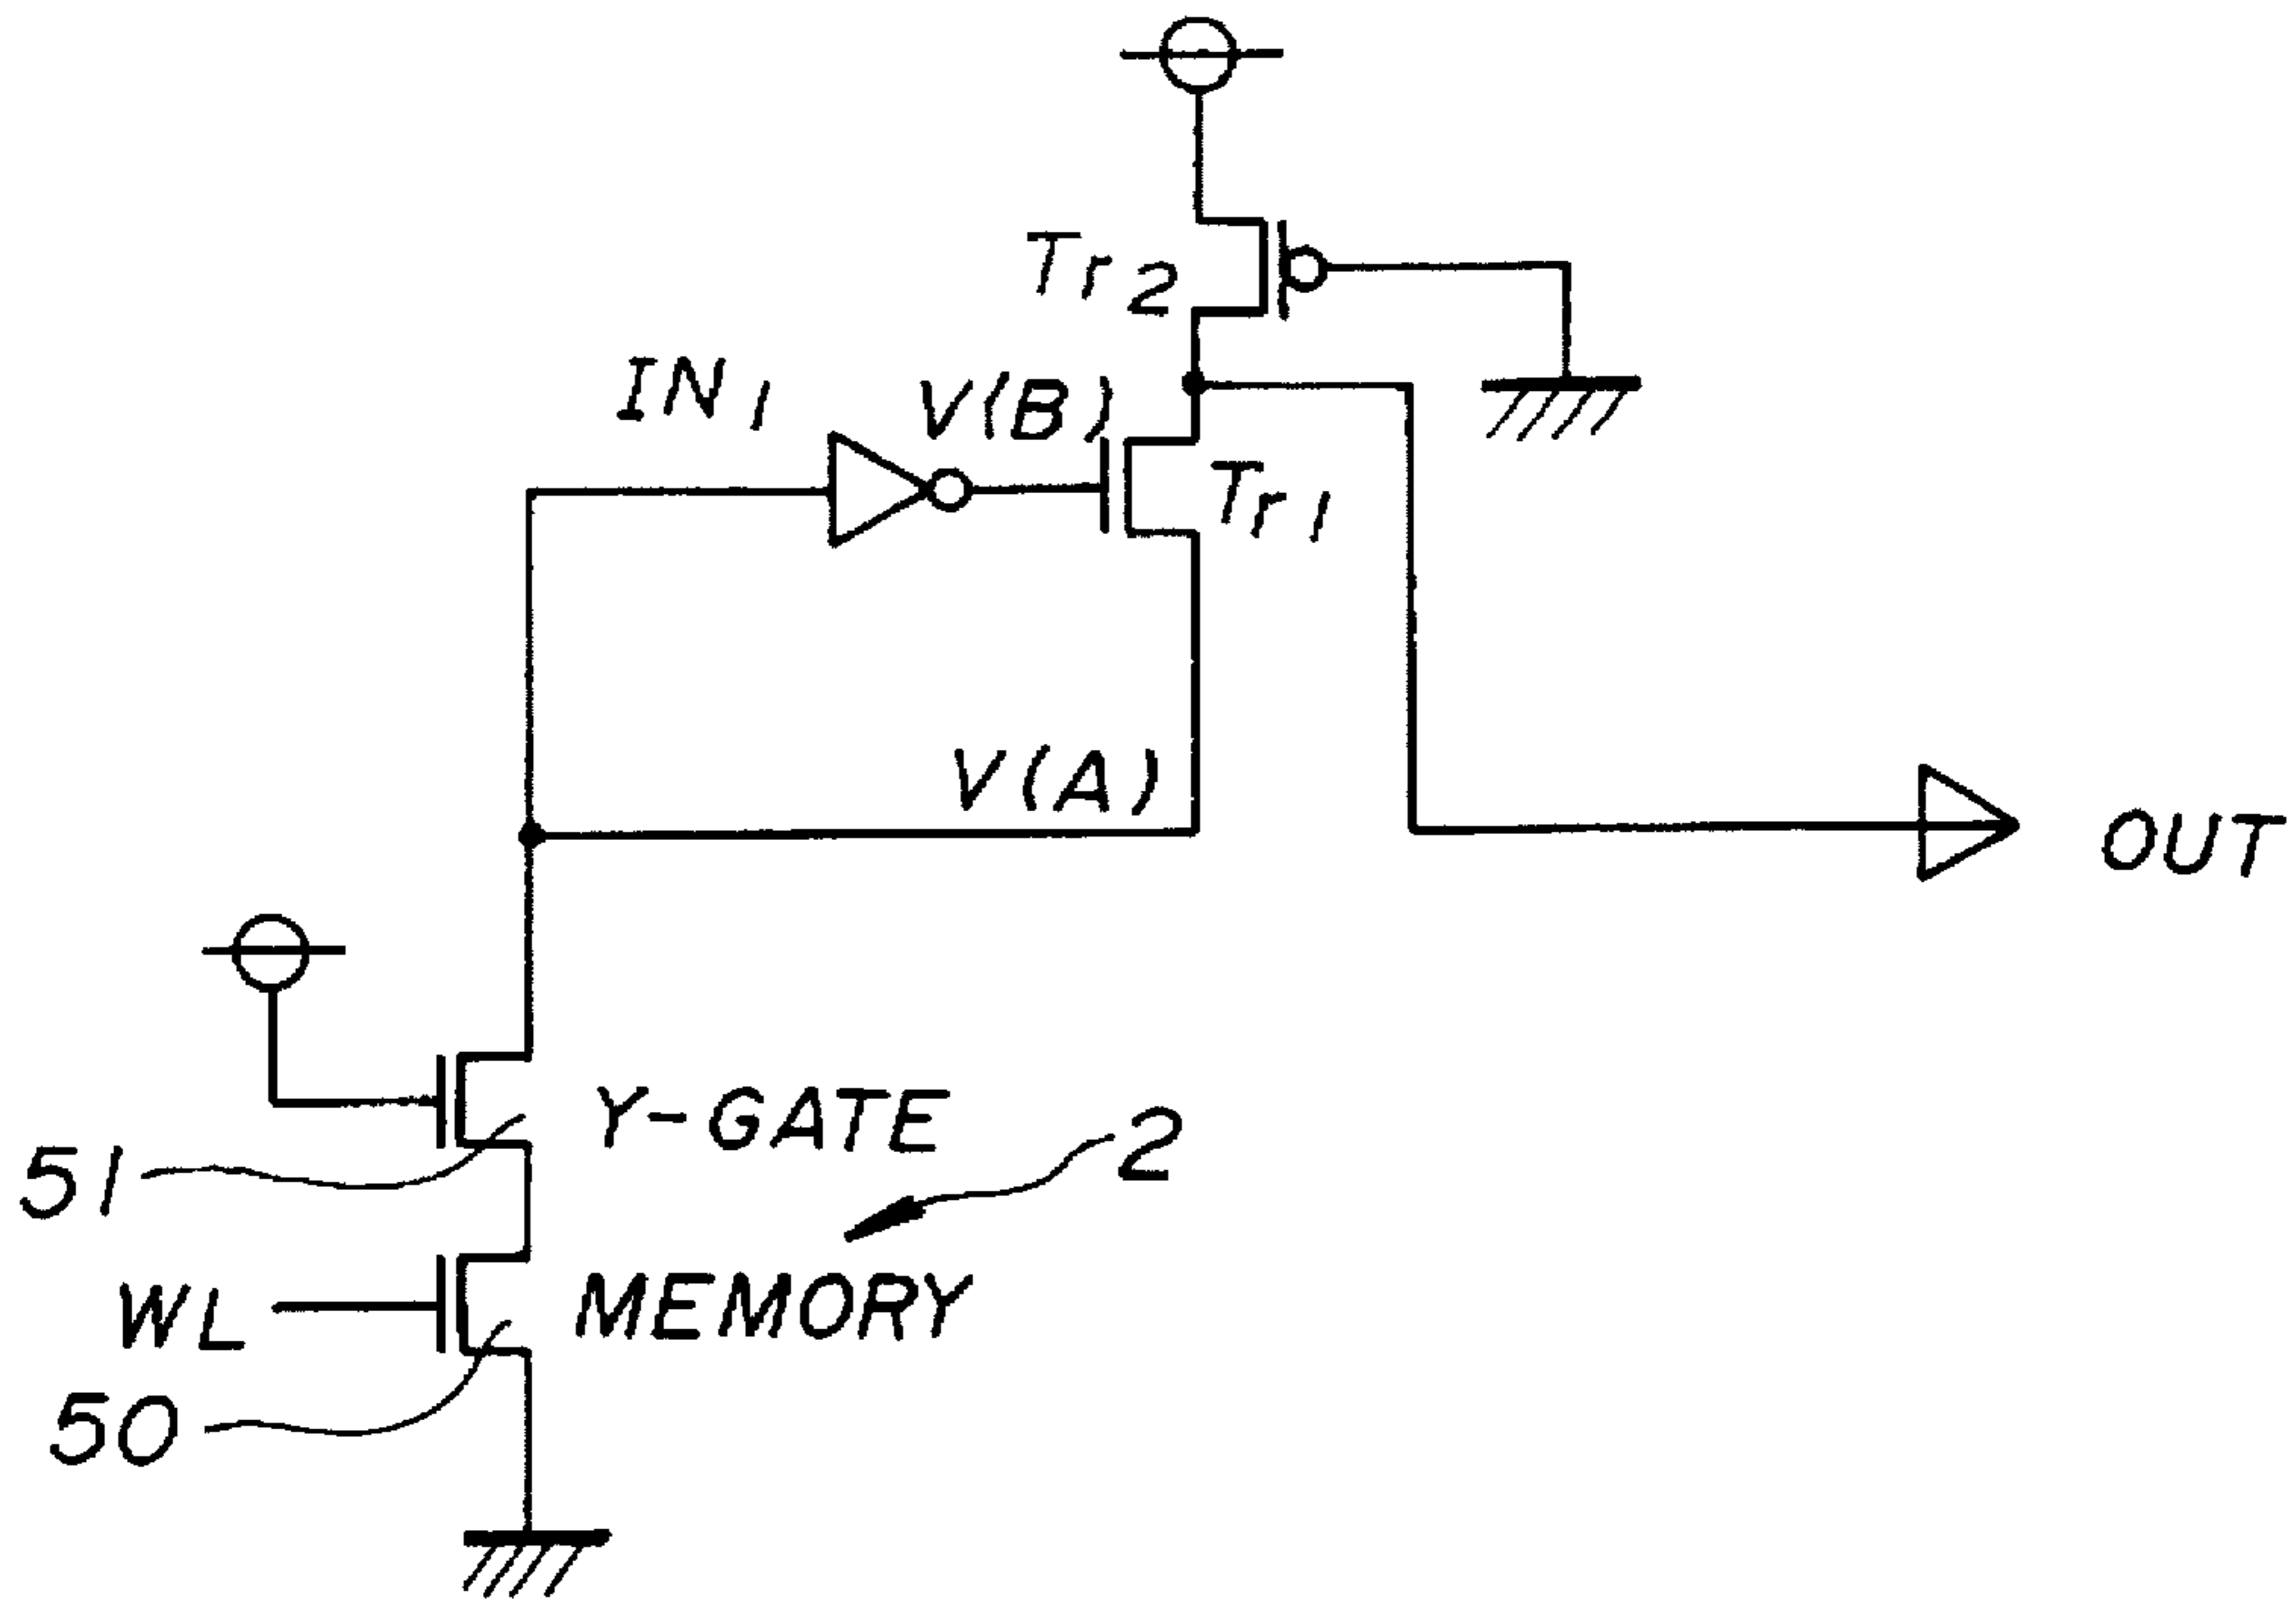 Tr2
IN1
V(B)
Tr1
V(A)
OUT
Y-GATE
2
51
WL
MEMORY
50